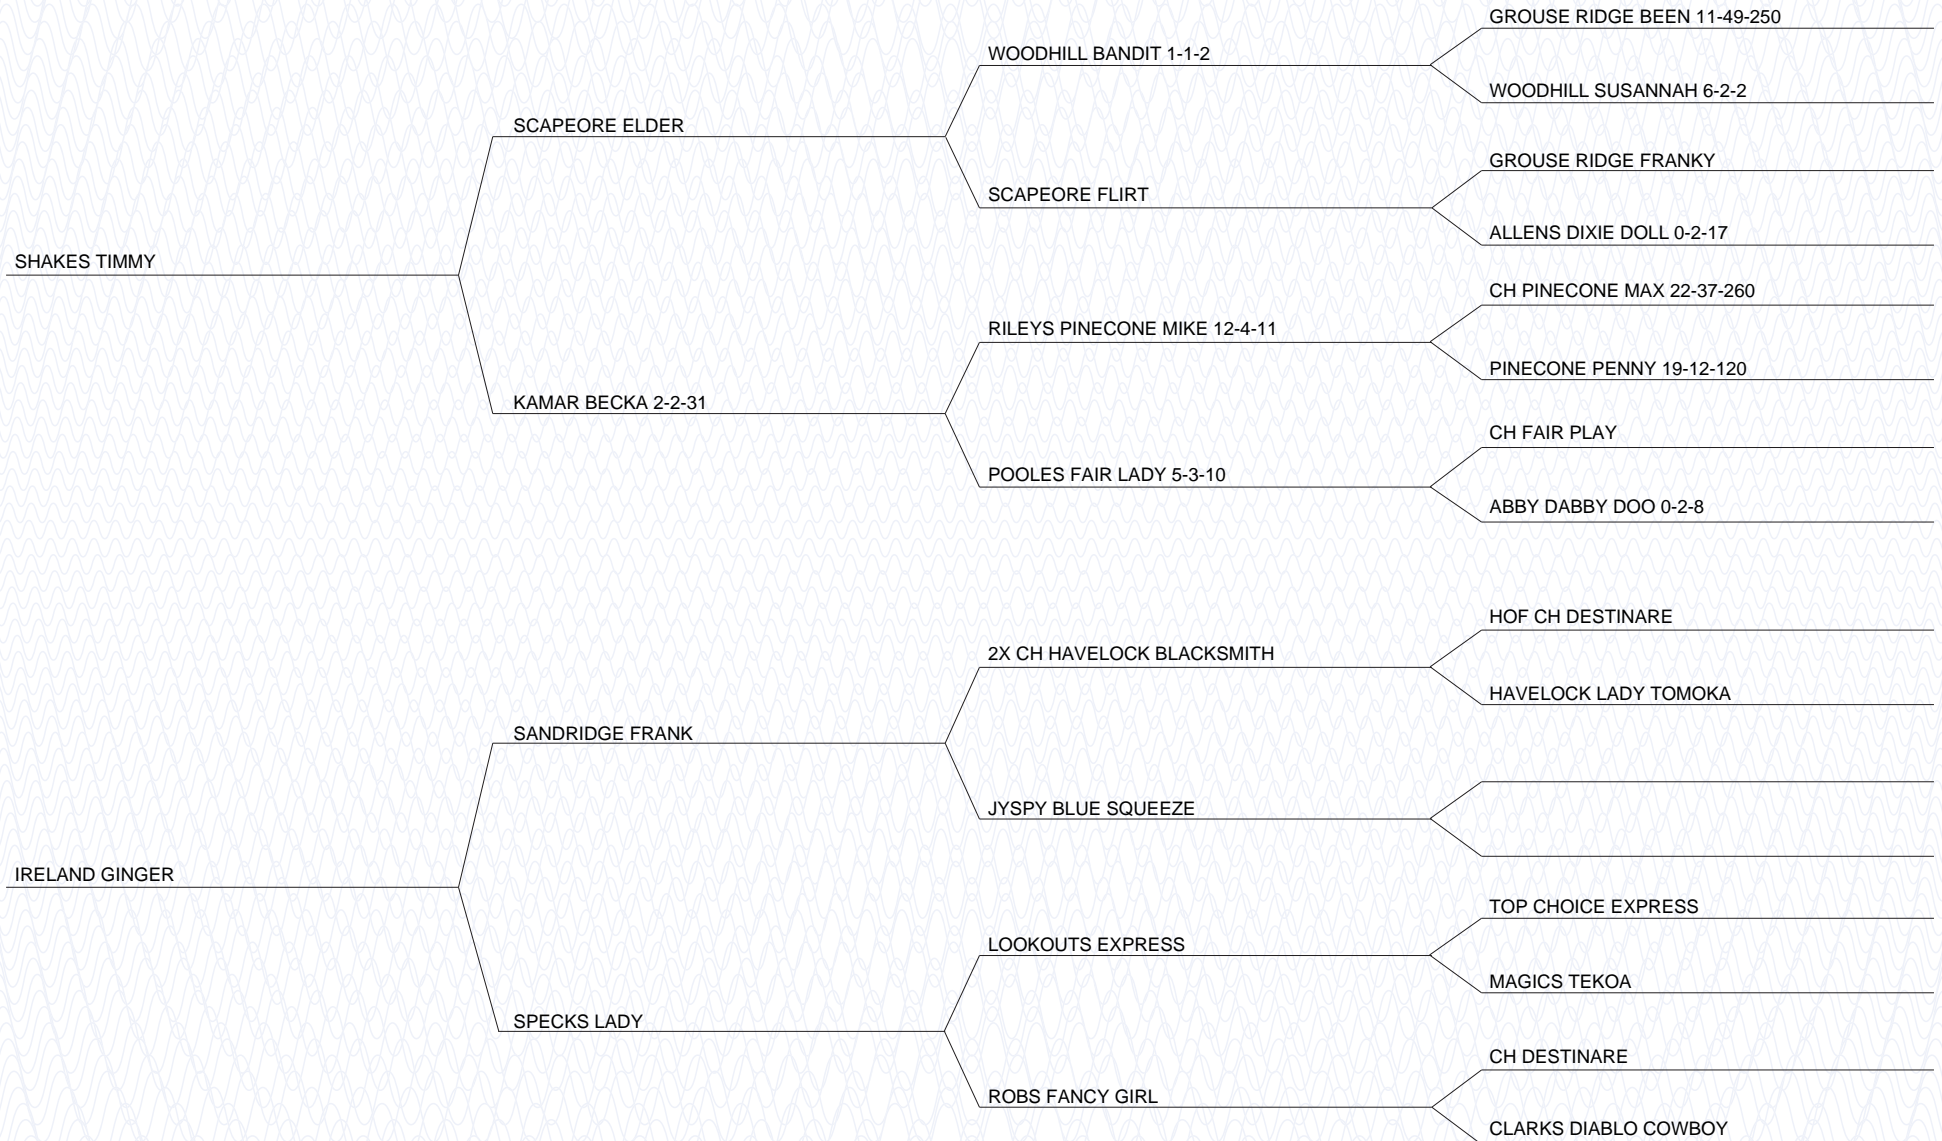 GROUSE RIDGE BEEN 11-49-250
WOODHILL BANDIT 1-1-2
WOODHILL SUSANNAH 6-2-2
SCAPEORE ELDER
GROUSE RIDGE FRANKY
SCAPEORE FLIRT
ALLENS DIXIE DOLL 0-2-17
SHAKES TIMMY
CH PINECONE MAX 22-37-260
RILEYS PINECONE MIKE 12-4-11
PINECONE PENNY 19-12-120
KAMAR BECKA 2-2-31
CH FAIR PLAY
POOLES FAIR LADY 5-3-10
ABBY DABBY DOO 0-2-8
HOF CH DESTINARE
2X CH HAVELOCK BLACKSMITH
HAVELOCK LADY TOMOKA
SANDRIDGE FRANK
JYSPY BLUE SQUEEZE
IRELAND GINGER
TOP CHOICE EXPRESS
LOOKOUTS EXPRESS
MAGICS TEKOA
SPECKS LADY
CH DESTINARE
ROBS FANCY GIRL
CLARKS DIABLO COWBOY